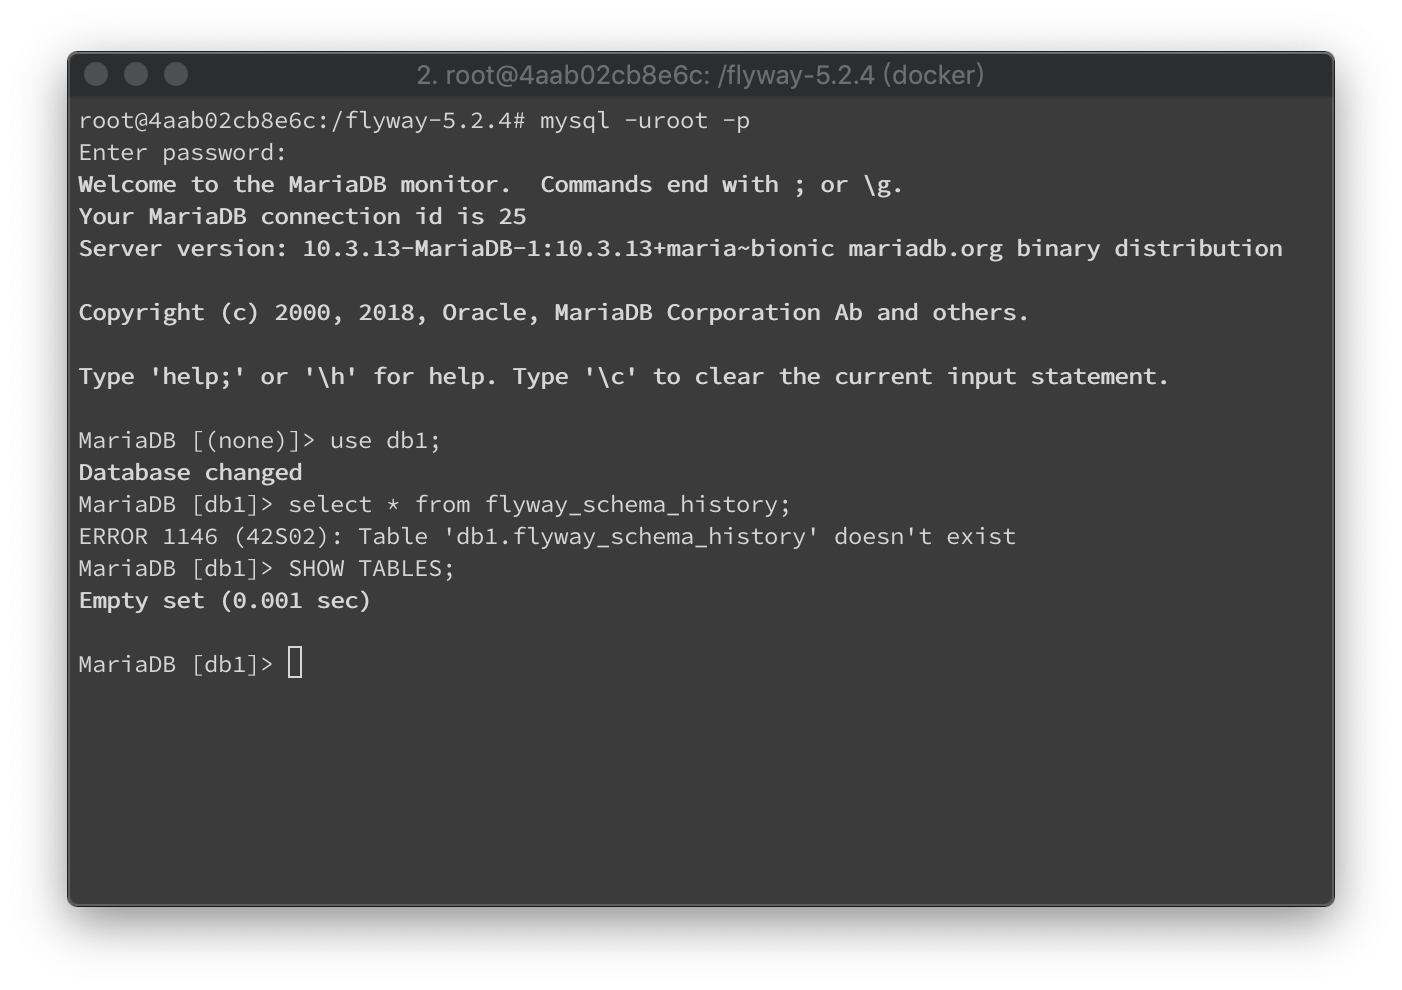 2. root@4aab02cb8e6c: /flyway-5.2.4 (docker)
root@4aab02cb8e6c:/flyway-5.2.4# mysql -uroot -p
Enter password:
Welcome to the MariaDB monitor.  Commands end with ; or \g.
Your MariaDB connection id is 25
Server version: 10.3.13-MariaDB-1:10.3.13+maria~bionic mariadb.org binary distribution
Copyright (c) 2000, 2018, Oracle, MariaDB Corporation Ab and others.
Type 'help;' or '\h' for help. Type '\c' to clear the current input statement.
MariaDB [(none)]> use db1;
Database changed
MariaDB [db1]> select * from flyway_schema_history;
ERROR 1146 (42S02): Table 'db1.flyway_schema_history' doesn't exist
MariaDB [db1]> SHOW TABLES;
Empty set (0.001 sec)
MariaDB [db1]>